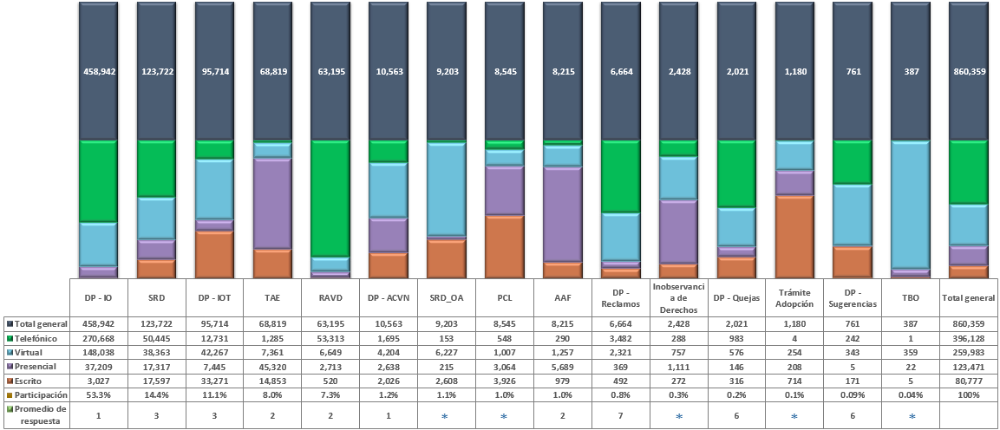 458,942 123,722 95,714 68,819 63,195 10,563 9,203 8,545 8,215 6,664 2,428 2,021 1,180 761 387 860,359
DP - IO SRD DP - IOT TAE RAVD DP - ACVN SRD_OA PCL AAF DP - Reclamos Inobservancia de Derechos DP - Quejas Trámite Adopción DP - Sugerencias TBO Total general
Total general 458,942 123,722 95,714 68,819 63,195 10,563 9,203 8,545 8,215 6,664 2,428 2,021 1,180 761 387 860,359
Telefónico 270,668 50,445 12,731 1,285 53,313 1,695 153 548 290 3,482 288 983 4 242 1 396,128
Virtual 148,038 38,363 42,267 7,361 6,649 4,204 6,227 1,007 1,257 2,321 757 576 254 343 359 259,983
Presencial 37,209 17,317 7,445 45,320 2,713 2,638 215 3,064 5,689 369 1,111 146 208 5 22 123,471
Escrito 3,027 17,597 33,271 14,853 520 2,026 2,608 3,926 979 492 272 316 714 171 5 80,777
Participación 53.3% 14.4% 11.1% 8.0% 7.3% 1.2% 1.1% 1.0% 1.0% 0.8% 0.3% 0.2% 0.1% 0.09% 0.04% 100%
Promedio de respuesta 1 3 3 2 2 1 * * 2 7 * 6 * 6 *